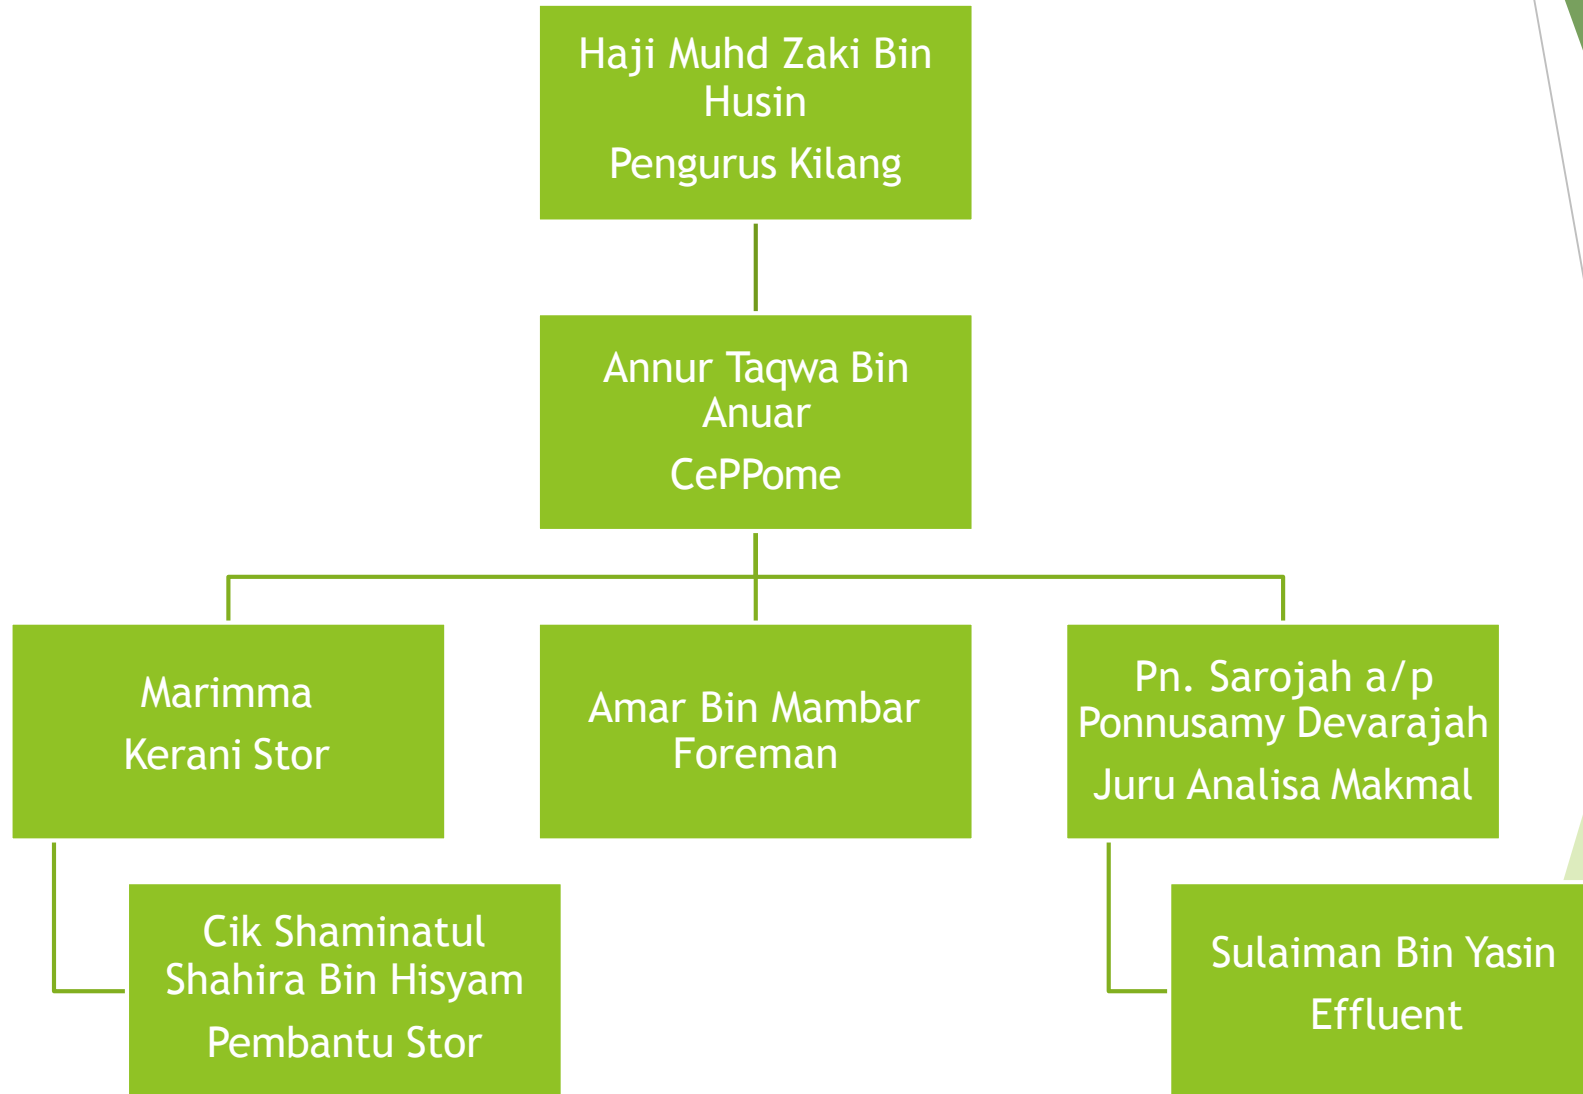 Haji Muhd Zaki Bin
Husin
Pengurus Kilang
Annur Taqwa Bin
Anuar
CePPome
Marimma
Kerani Stor
Amar Bin Mambar
Foreman
Pn. Sarojah a/p
Ponnusamy Devarajah
Juru Analisa Makmal
Cik Shaminatul
Shahira Bin Hisyam
Pembantu Stor
Sulaiman Bin Yasin
Effluent